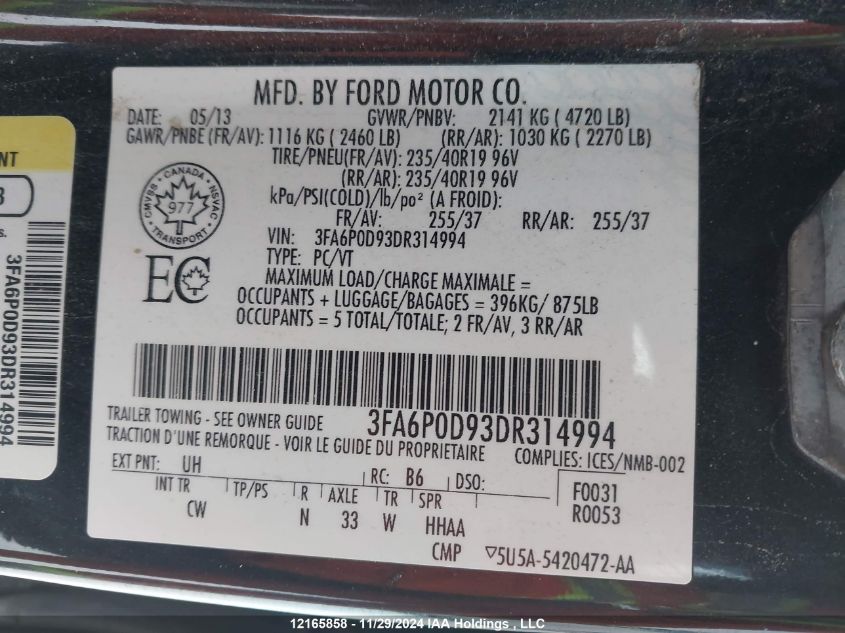 MFD. BY FORD MOTOR CO.
DATE: 05/13 GVWR/PNBV: 2141 KG ( 4720 LB)
GAWR/PNBE (FR/AV): 1116 KG ( 2460 LB) (RR/AR): 1030 KG ( 2270 LB)
TIRE/PNEU(FR/AV): 235/40R19 96V
(RR/AR): 235/40R19 96V
kPa/PSI(COLD)/lb/po² (A FROID):
FR/AV: 255/37 RR/AR: 255/37
VIN: 3FA6P0D93DR314994
TYPE: PC/VT
MAXIMUM LOAD/CHARGE MAXIMALE =
OCCUPANTS + LUGGAGE/BAGAGES = 396KG/ 875LB
OCCUPANTS = 5 TOTAL/TOTALE; 2 FR/AV, 3 RR/AR
CANADA
CMVSS 977 NSVAC
TRANSPORT
EC
3FA6P0D93DR314994
TRAILER TOWING - SEE OWNER GUIDE
TRACTION D'UNE REMORQUE - VOIR LE GUIDE DU PROPRIETAIRE
COMPLIES: ICES/NMB-002
EXT PNT: UH RC: B6 DSO:
INT TR TP/PS R AXLE TR SPR F0031
CW N 33 W HHAA R0053
CMP ▽5U5A-5420472-AA
NT
3
s.
3FA6P0D93DR314994
12165858 - 11/29/2024 IAA Holdings , LLC